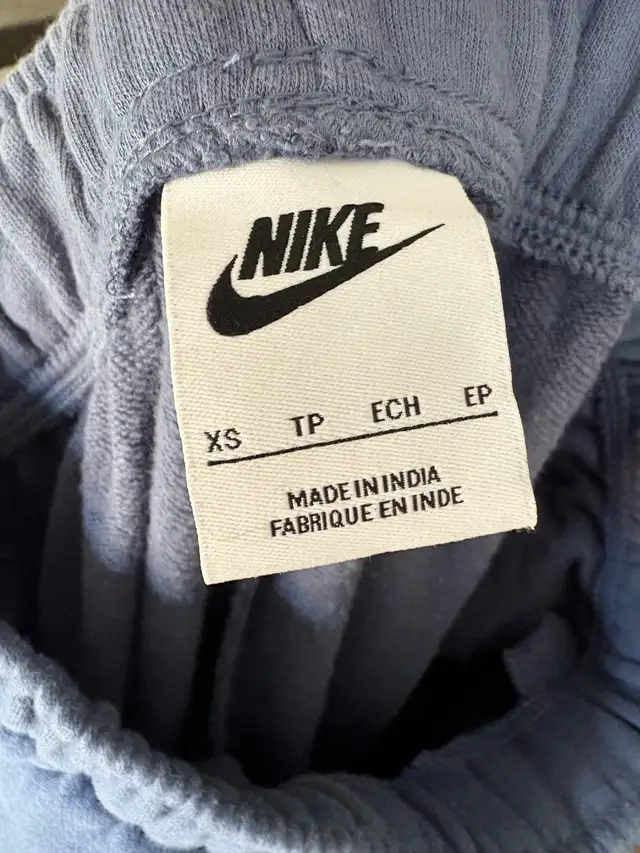 NIKE
XS TP ECH EP
MADE IN INDIA
FABRIQUE EN INDE